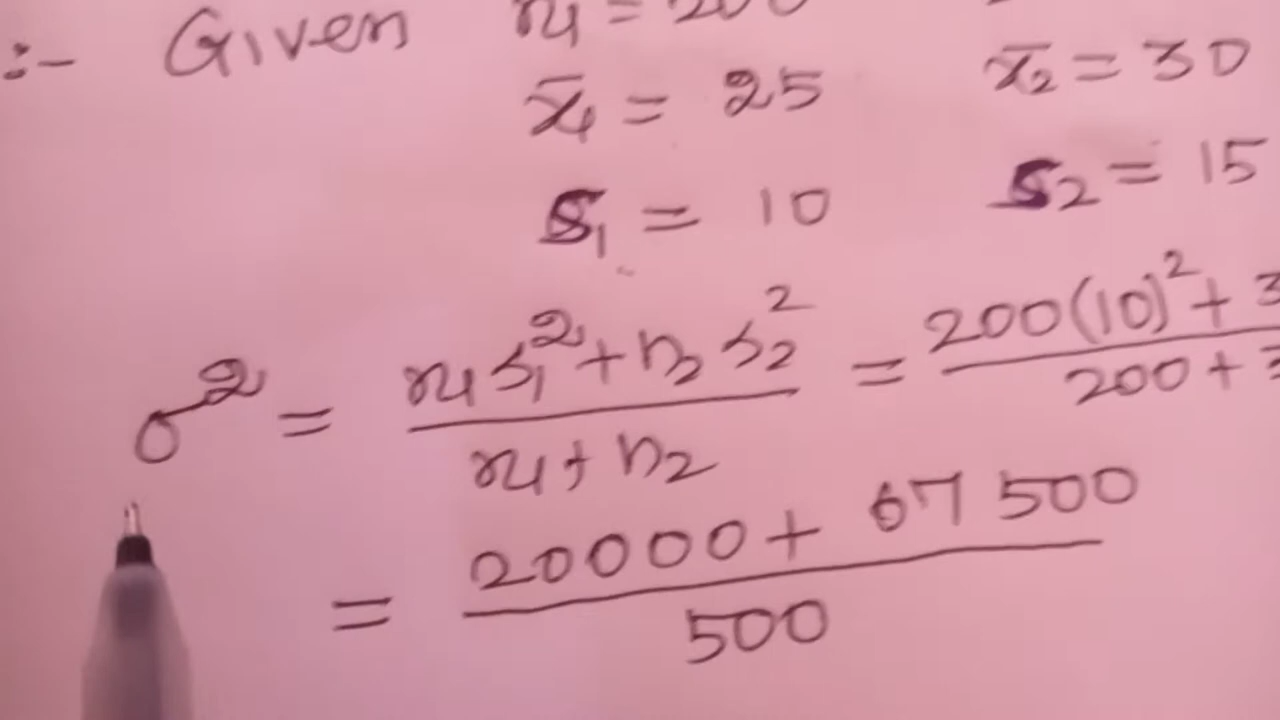 :- Given n₁ = 200
x̄₁ = 25 x̄₂ = 30
s₁ = 10 s₂ = 15
σ² = n₁s₁² + n₂s₂² / n₁ + n₂ = 200(10)² + 3 / 200 + 3
= 20000 + 67500 / 500